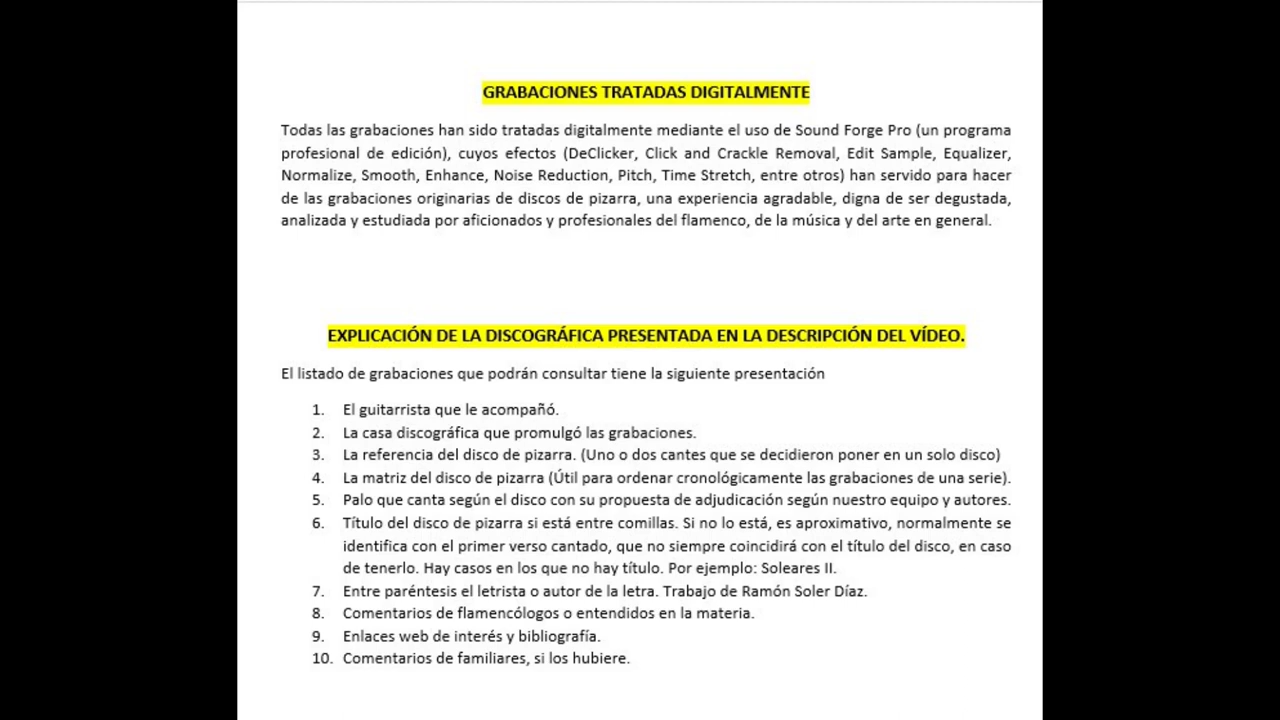 GRABACIONES TRATADAS DIGITALMENTE
Todas las grabaciones han sido tratadas digitalmente mediante el uso de Sound Forge Pro (un programa
profesional de edición), cuyos efectos (DeClicker, Click and Crackle Removal, Edit Sample, Equalizer,
Normalize, Smooth, Enhance, Noise Reduction, Pitch, Time Stretch, entre otros) han servido para hacer
de las grabaciones originarias de discos de pizarra, una experiencia agradable, digna de ser degustada,
analizada y estudiada por aficionados y profesionales del flamenco, de la música y del arte en general.
EXPLICACIÓN DE LA DISCOGRÁFICA PRESENTADA EN LA DESCRIPCIÓN DEL VÍDEO.
El listado de grabaciones que podrán consultar tiene la siguiente presentación
1. El guitarrista que le acompañó.
2. La casa discográfica que promulgó las grabaciones.
3. La referencia del disco de pizarra. (Uno o dos cantes que se decidieron poner en un solo disco)
4. La matriz del disco de pizarra (Útil para ordenar cronológicamente las grabaciones de una serie).
5. Palo que canta según el disco con su propuesta de adjudicación según nuestro equipo y autores.
6. Título del disco de pizarra si está entre comillas. Si no lo está, es aproximativo, normalmente se
identifica con el primer verso cantado, que no siempre coincidirá con el título del disco, en caso
de tenerlo. Hay casos en los que no hay título. Por ejemplo: Soleares II.
7. Entre paréntesis el letrista o autor de la letra. Trabajo de Ramón Soler Díaz.
8. Comentarios de flamencólogos o entendidos en la materia.
9. Enlaces web de interés y bibliografía.
10. Comentarios de familiares, si los hubiere.